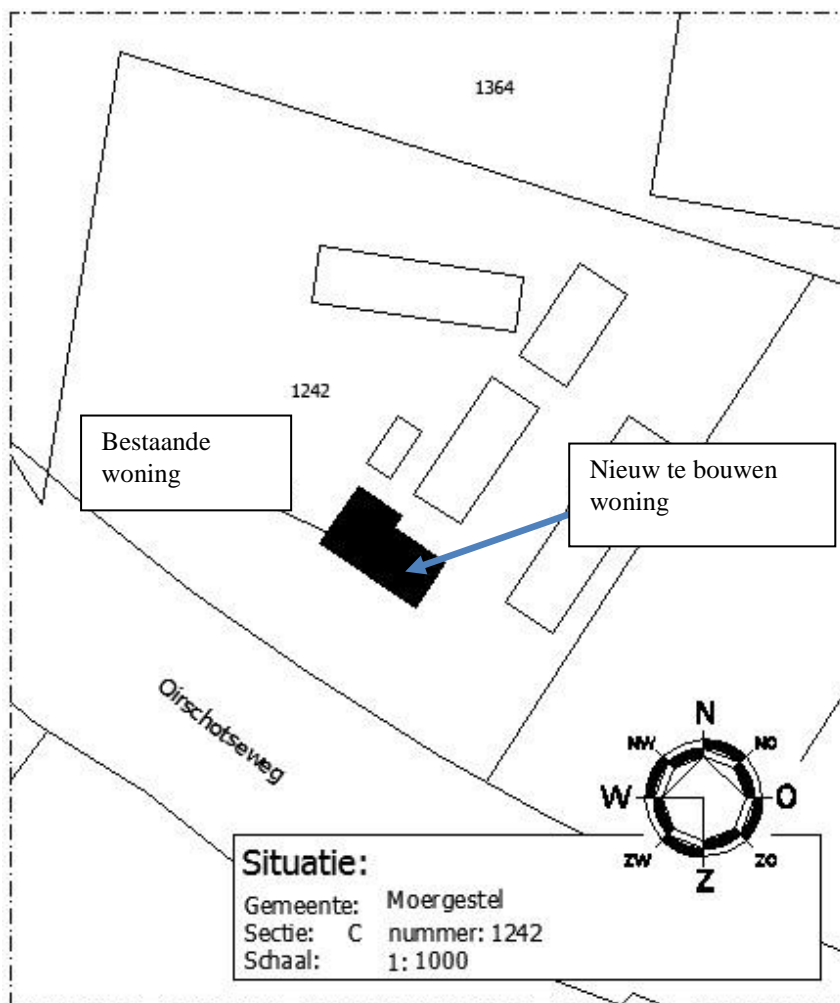 1364
1242
Bestaande
woning
Nieuw te bouwen
woning
Oirschotseweg
N
NW
NO
W
O
ZW
ZO
Z
Situatie:
Gemeente: Moergestel
Sectie: C nummer: 1242
Schaal: 1: 1000